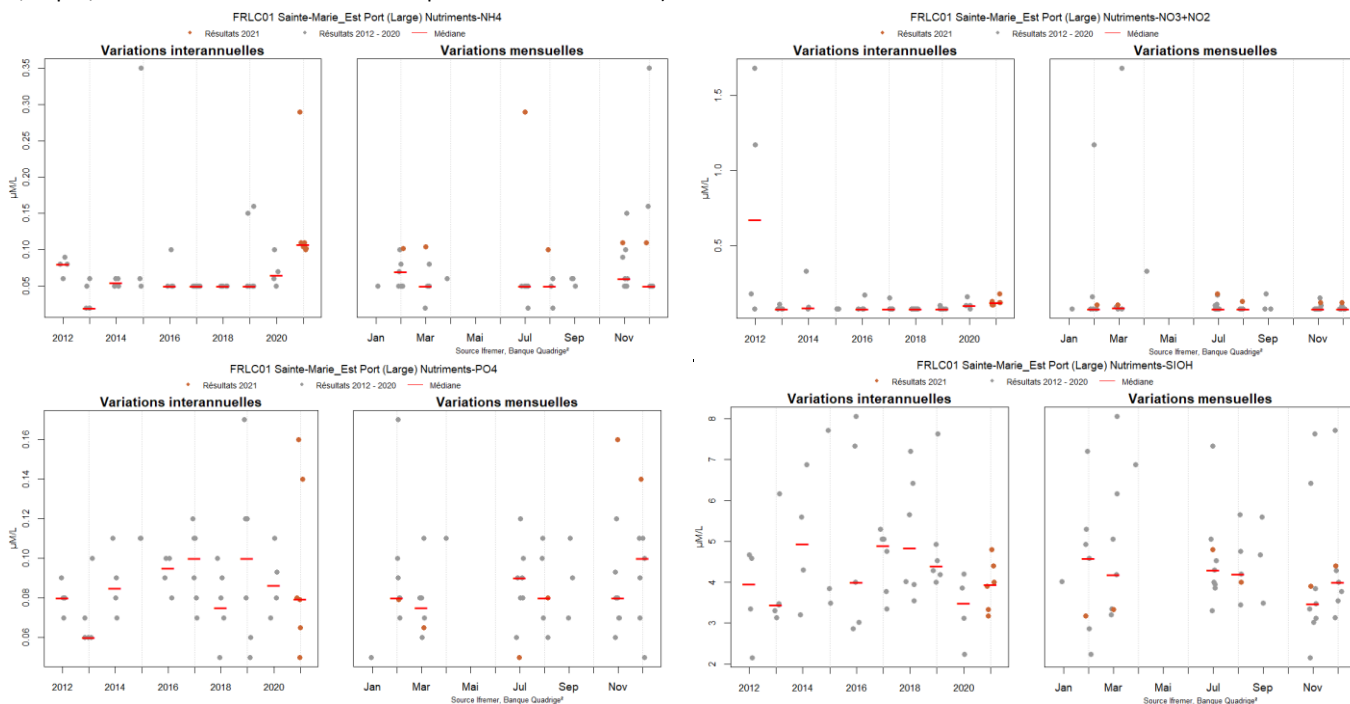 FRLC01 Sainte-Marie_Est Port (Large) Nutriments-NH4
Résultats 2021 Résultats 2012 - 2020 Médiane
Variations interannuelles Variations mensuelles
µM/L
0.35
0.30
0.25
0.20
0.15
0.10
0.05
2012 2014 2016 2018 2020
Jan Mar Mai Jul Sep Nov
Source Ifremer, Banque Quadrige²
FRLC01 Sainte-Marie_Est Port (Large) Nutriments-NO3+NO2
Résultats 2021 Résultats 2012 - 2020 Médiane
Variations interannuelles Variations mensuelles
µM/L
1.5
1.0
0.5
2012 2014 2016 2018 2020
Jan Mar Mai Jul Sep Nov
Source Ifremer, Banque Quadrige²
FRLC01 Sainte-Marie_Est Port (Large) Nutriments-PO4
Résultats 2021 Résultats 2012 - 2020 Médiane
Variations interannuelles Variations mensuelles
µM/L
0.16
0.14
0.12
0.10
0.08
0.06
2012 2014 2016 2018 2020
Jan Mar Mai Jul Sep Nov
Source Ifremer, Banque Quadrige²
FRLC01 Sainte-Marie_Est Port (Large) Nutriments-SIOH
Résultats 2021 Résultats 2012 - 2020 Médiane
Variations interannuelles Variations mensuelles
µM/L
8
7
6
5
4
3
2
2012 2014 2016 2018 2020
Jan Mar Mai Jul Sep Nov
Source Ifremer, Banque Quadrige²